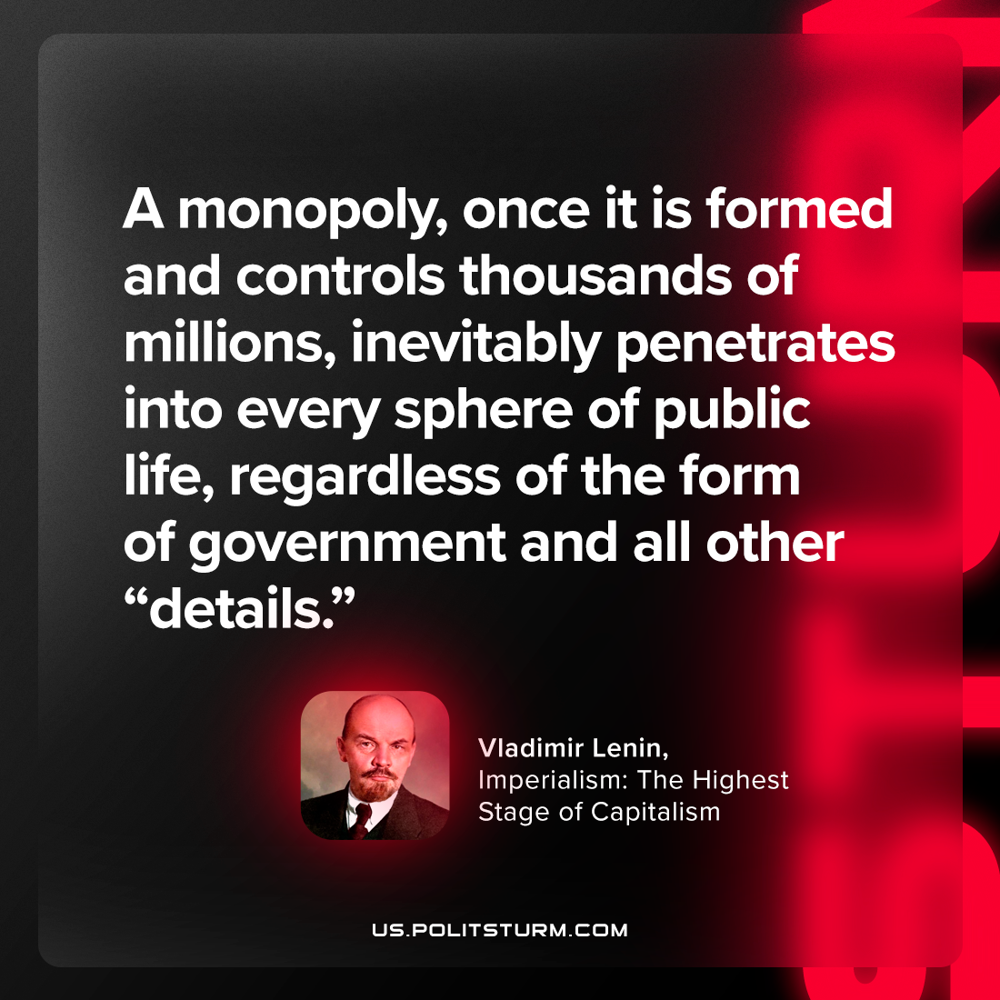 A monopoly, once it is formed
and controls thousands of
millions, inevitably penetrates
into every sphere of public
life, regardless of the form
of government and all other
“details.”
Vladimir Lenin,
Imperialism: The Highest
Stage of Capitalism
US.POLITSTURM.COM